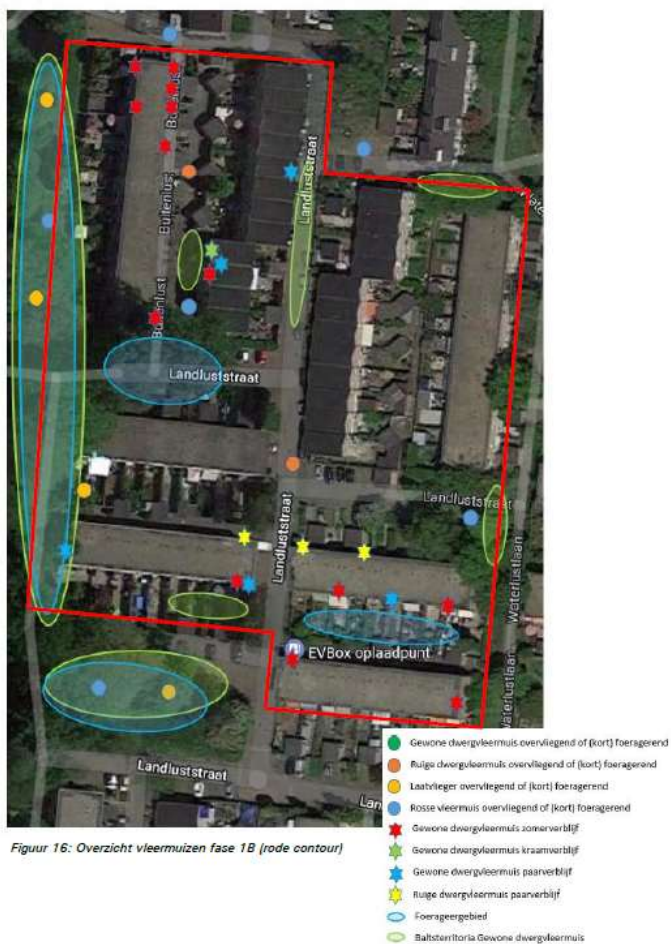 Buitenlust
Landluststraat
Buitenlust
Buitenlust
Landluststraat
Landluststraat
Landluststraat
Waterlustlaan
EVBox oplaadpunt
Waterlustlaan
Landluststraat
Gewone dwergvleermuis overvliegend of (kort) foeragerend
Ruige dwergvleermuis overvliegend of (kort) foeragerend
Laatvlieger overvliegend of (kort) foeragerend
Rosse vleermuis overvliegend of (kort) foeragerend
Gewone dwergvleermuis zomerverblijf
Gewone dwergvleermuis kraamverblijf
Gewone dwergvleermuis paarverblijf
Ruige dwergvleermuis paarverblijf
Foerageergebied
Baltsterritoria Gewone dwergvleermuis
Figuur 16: Overzicht vleermuizen fase 1B (rode contour)